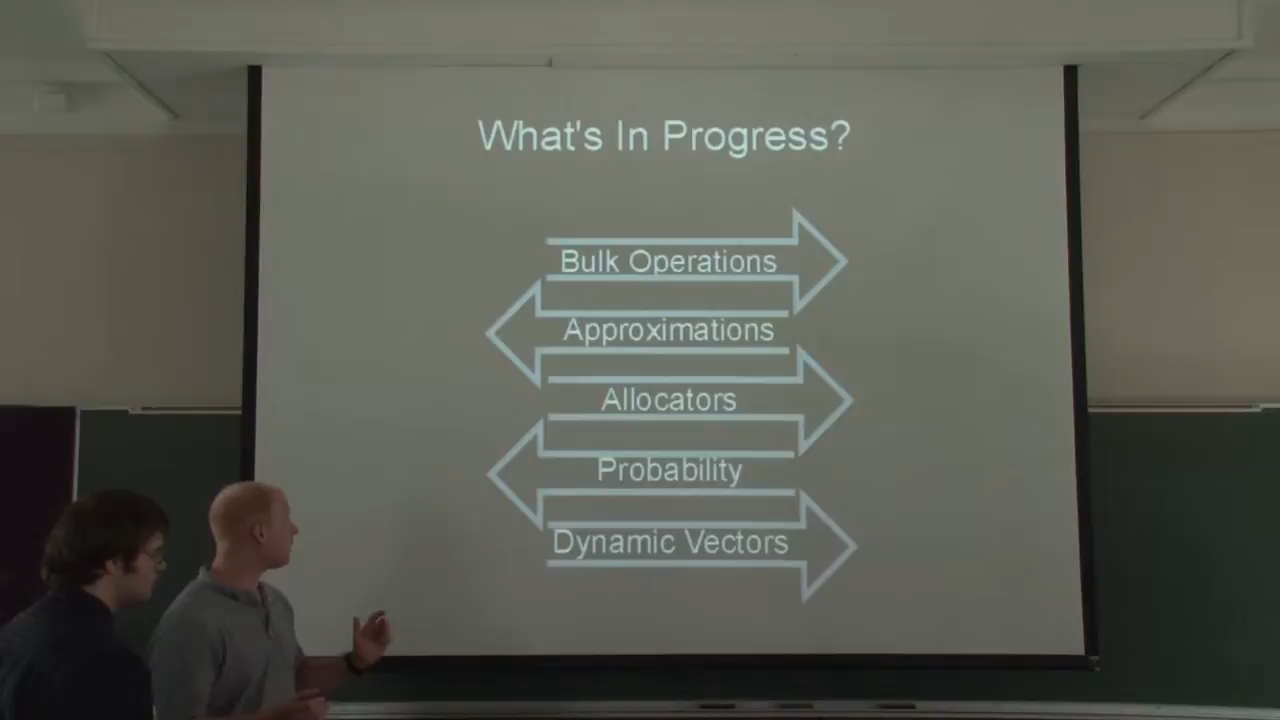 What's In Progress?
Bulk Operations
Approximations
Allocators
Probability
Dynamic Vectors